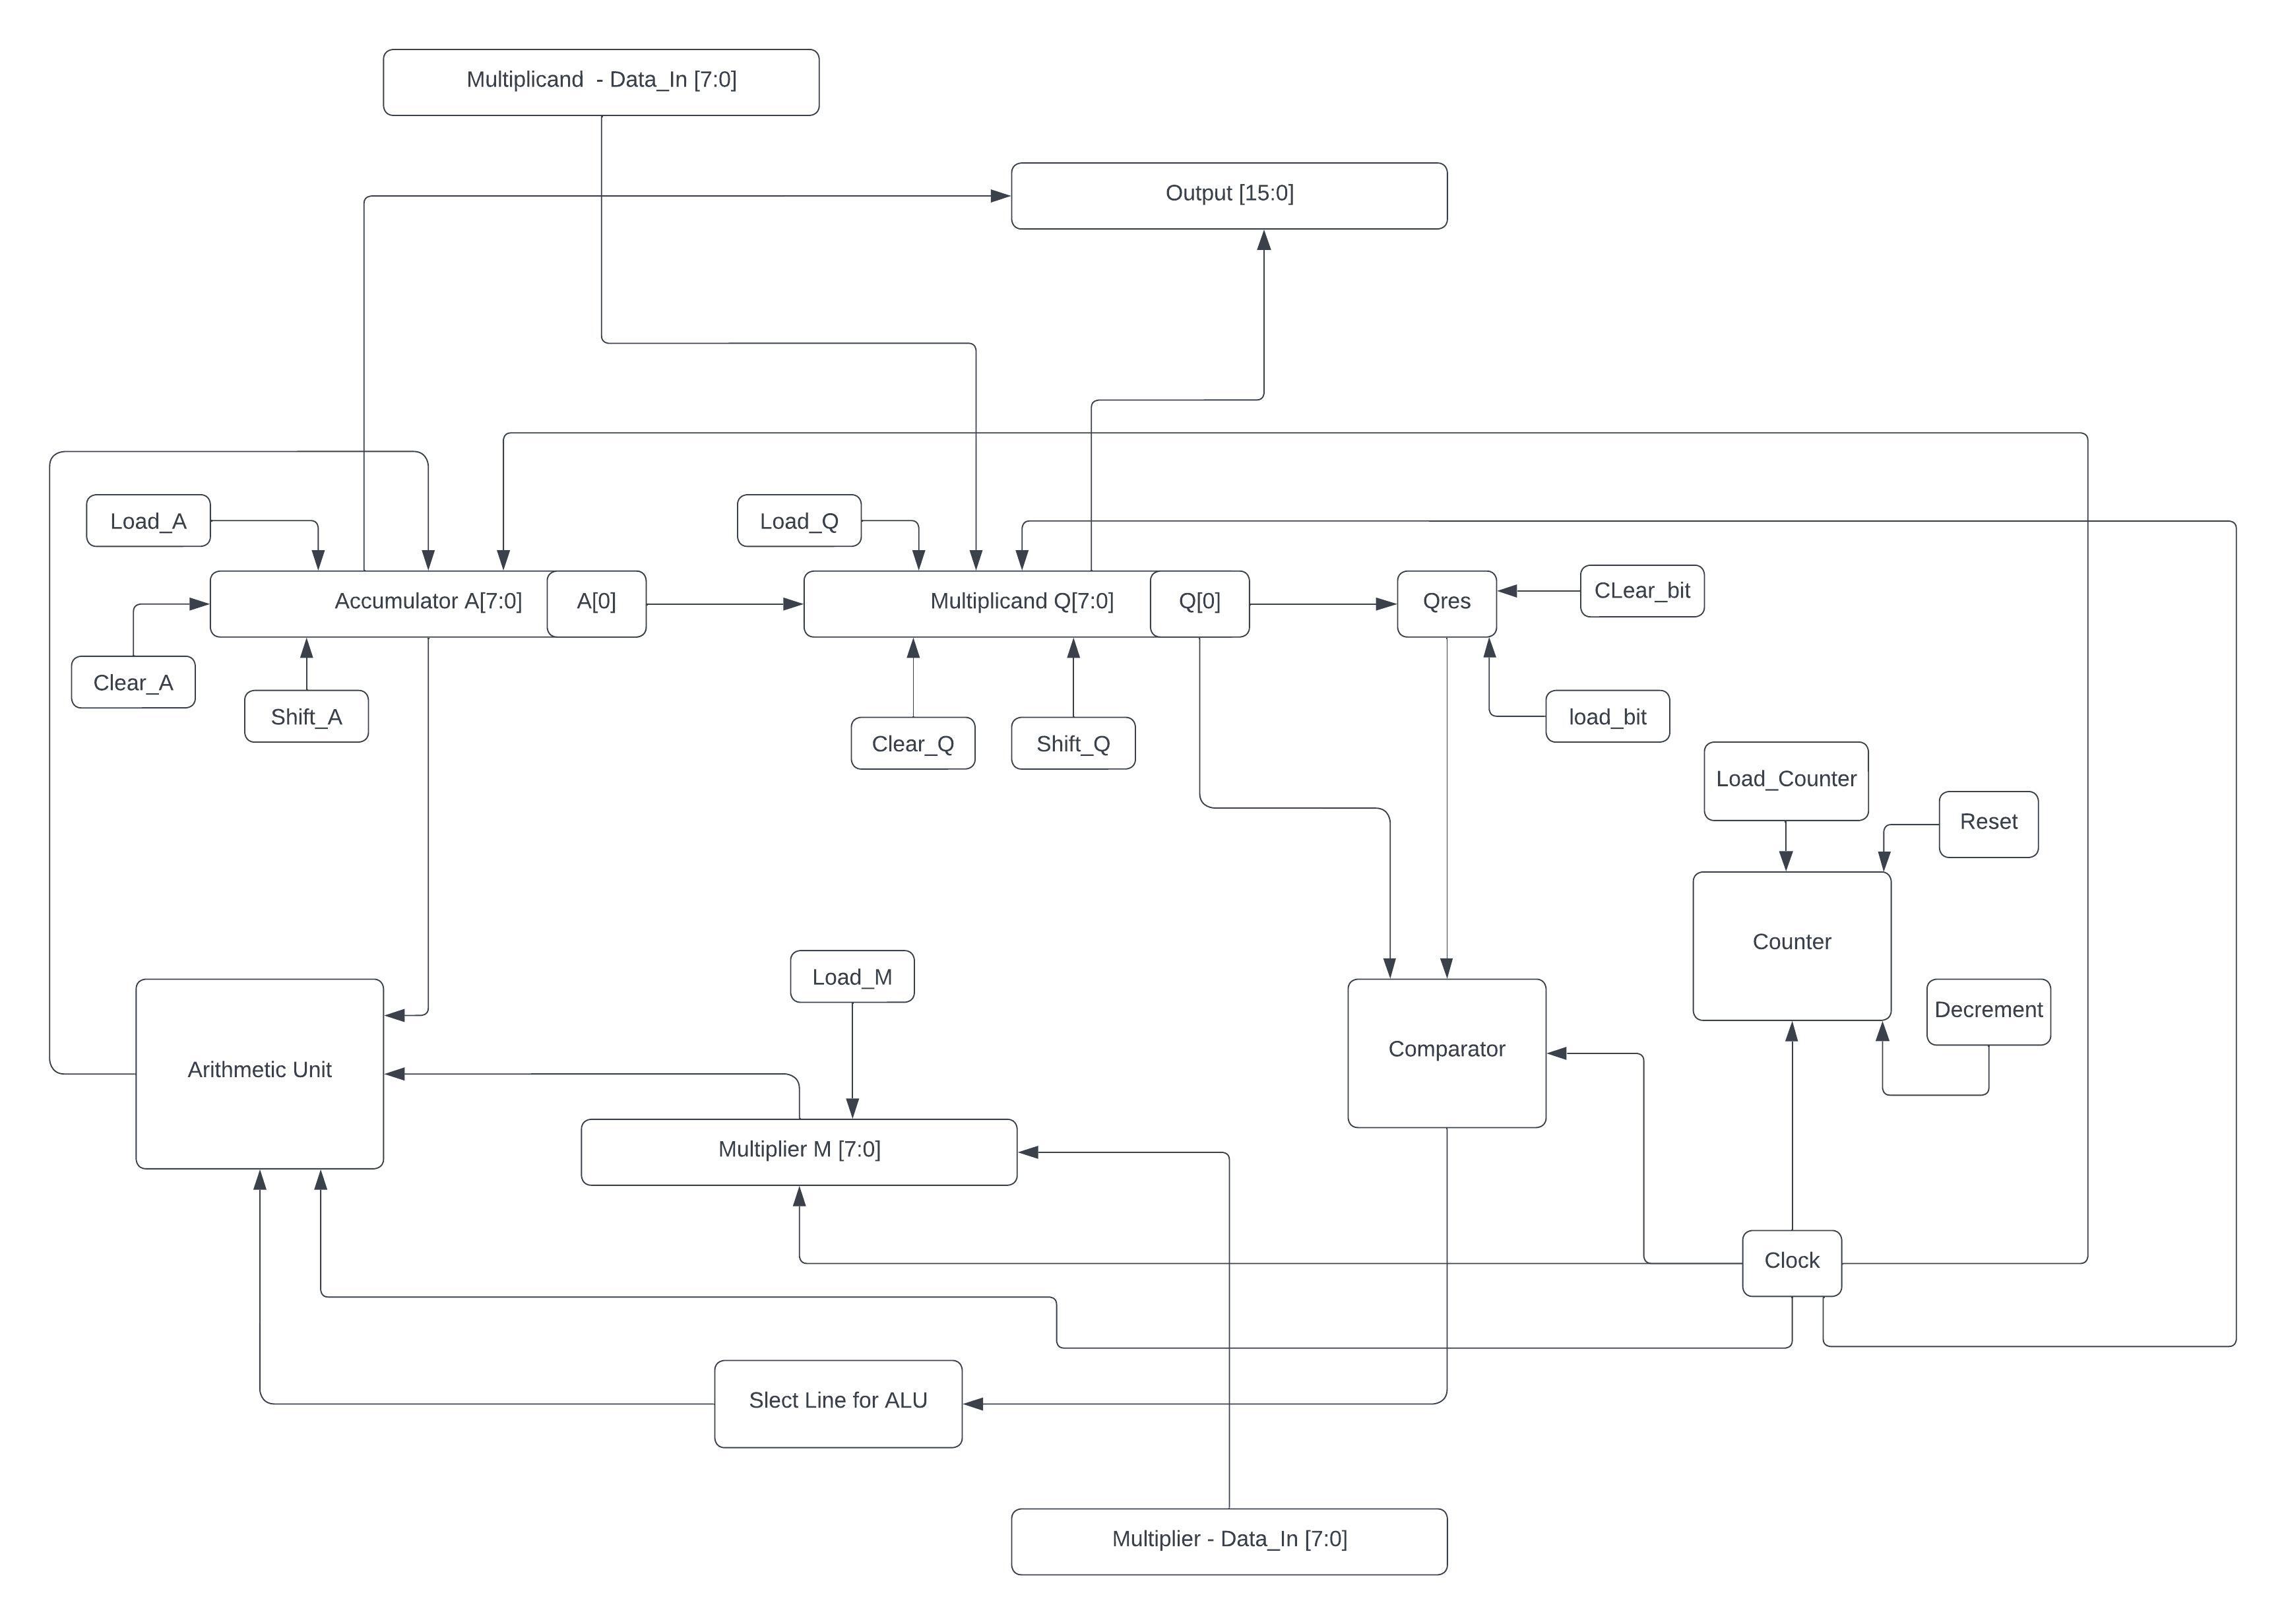 Multiplicand - Data_In [7:0]
Output [15:0]
Load_A
Load_Q
Accumulator A[7:0]
A[0]
Multiplicand Q[7:0]
Q[0]
Qres
CLear_bit
Clear_A
Shift_A
Clear_Q
Shift_Q
load_bit
Load_Counter
Reset
Counter
Load_M
Decrement
Arithmetic Unit
Comparator
Multiplier M [7:0]
Clock
Slect Line for ALU
Multiplier - Data_In [7:0]